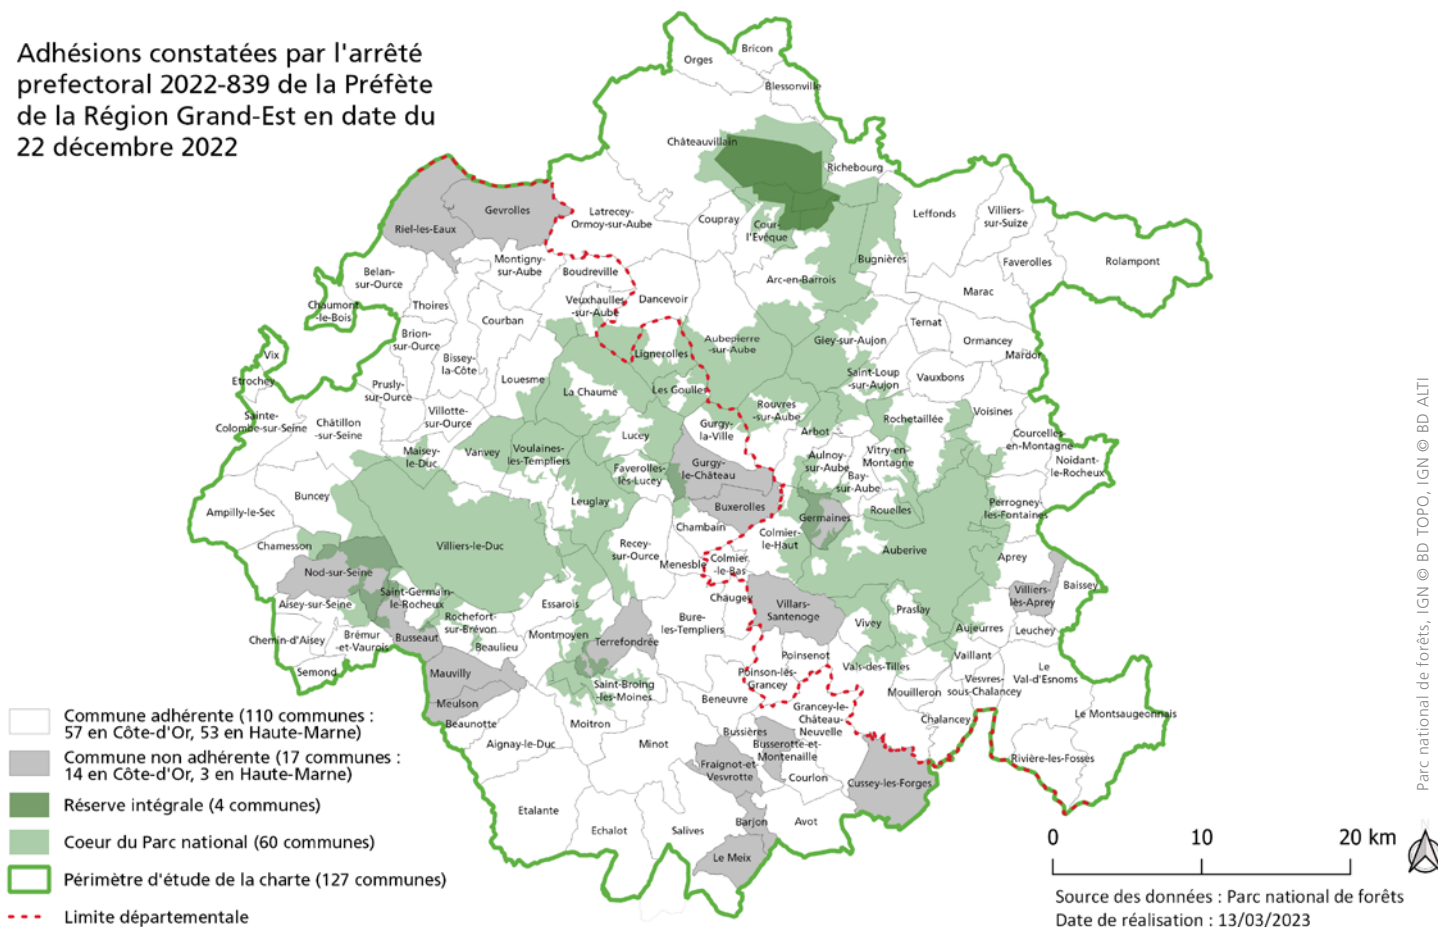 Adhésions constatées par l'arrêté
prefectoral 2022-839 de la Préfète
de la Région Grand-Est en date du
22 décembre 2022
Bricon
Orges
Blessonville
Châteauvillain
Richebourg
Gevrolles
Riel-les-Eaux
Latrecey-
Ormoy-sur-Aube
Coupray
Cour-
l'Evêque
Leffonds
Villiers-
sur-Suize
Bugnières
Faverolles
Rolampont
Montigny-
sur-Aube
Boudreville
Belan-
sur-Ource
Arc-en-Barrois
Marac
Chaumont
-le-Bois
Thoires
Veuxhaulles
-sur-Aube
Dancevoir
Courban
Ternat
Brion-
sur-Ource
Aubepierre
-sur-Aube
Giey-sur-Aujon
Ormancey
Mardor
Vix
Bissey-
la-Côte
Lignerolles
Etrochey
Prusly-
sur-Ource
Louesme
La Chaume
Les Goulles
Saint-Loup
-sur-Aujon
Vauxbons
Sainte-
Colombe-sur-Seine
Châtillon
-sur-Seine
Villotte-
sur-Ource
Rouvres
-sur-Aube
Rochetaillée
Voisines
Lucey
Gurgy-
la-Ville
Arbot
Courcelles
-en-Montagne
Maisey-
le-Duc
Vanvey
Voulaines-
les-Templiers
Faverolles-
lès-Lucey
Gurgy-
le-Château
Aulnoy-
sur-Aube
Vitry-en-
Montagne
Noidant-
le-Rocheux
Bay-
sur-Aube
Buncey
Leuglay
Buxerolles
Germaines
Rouelles
Perrogney-
les-Fontaines
Ampilly-le-Sec
Chambain
Chamesson
Villiers-le-Duc
Recey-
sur-Ource
Colmier-
le-Haut
Auberive
Aprey
Menesble
Colmier
-le-Bas
Nod-sur-Seine
Baissey
Villiers-
lès-Aprey
Aisey-sur-Seine
Saint-Germain-
le-Rocheux
Essarois
Chaugey
Villars-
Santenoge
Praslay
Rochefort-
sur-Brévon
Bure-
les-Templiers
Vivey
Aujeurres
Leuchey
Chemin-d'Aisey
Brémur
-et-Vaurois
Busseaut
Beaulieu
Montmoyen
Terrefondrée
Poinsenot
Vaillant
Semond
Mauvilly
Poinson-lès-
Grancey
Vals-des-Tilles
Le
Val-d'Esnoms
Saint-Broing
-les-Moines
Vesvres-
sous-Chalancey
Meulson
Beneuvre
Mouilleron
Grancey-le-
Château-
Neuvelle
Le Montsaugeonnais
Beaunotte
Moitron
Bussières
Chalancey
Aignay-le-Duc
Minot
Busserotte-et-
Montenaille
Rivière-les-Fosses
Fraignot-et-
Vesvrotte
Courlon
Cussey-les-Forges
Etalante
Echalot
Salives
Barjon
Avot
Le Meix
Commune adhérente (110 communes :
57 en Côte-d'Or, 53 en Haute-Marne)
Commune non adhérente (17 communes :
14 en Côte-d'Or, 3 en Haute-Marne)
Réserve intégrale (4 communes)
Coeur du Parc national (60 communes)
Périmètre d'étude de la charte (127 communes)
Limite départementale
0 10 20 km
Source des données : Parc national de forêts
Date de réalisation : 13/03/2023
Parc national de forêts, IGN © BD TOPO, IGN © BD ALTI